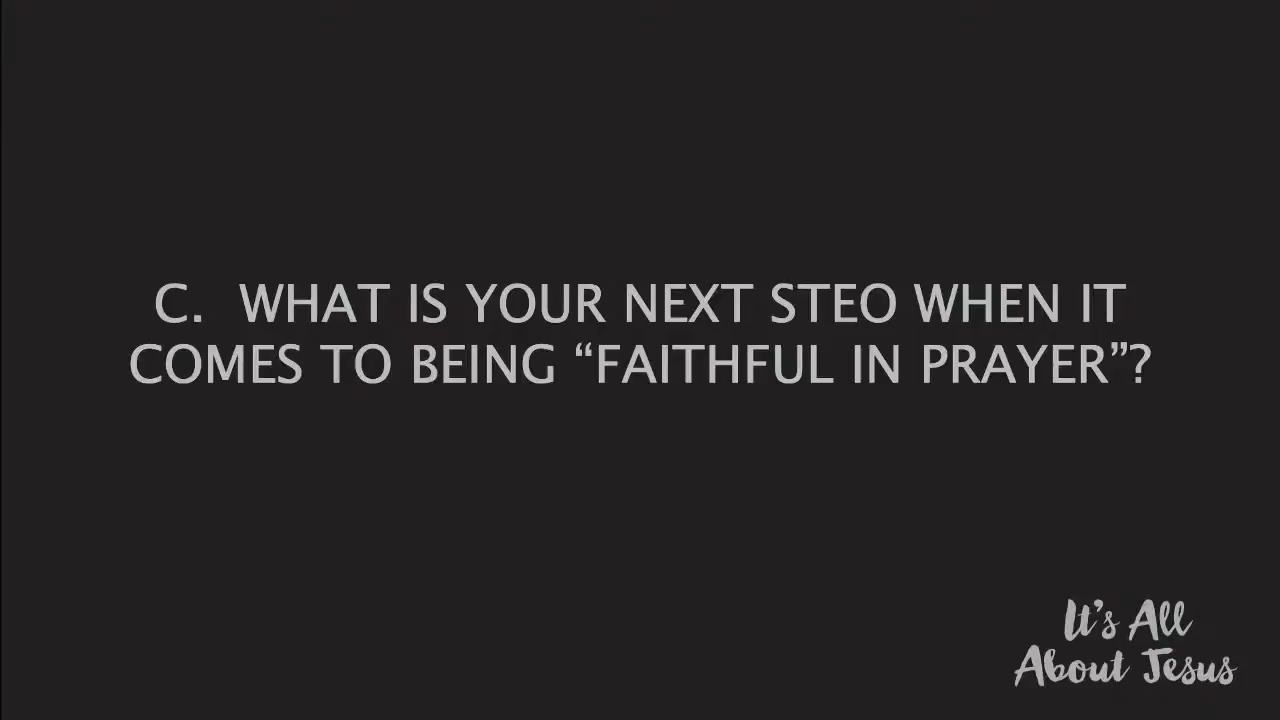 C. WHAT IS YOUR NEXT STEO WHEN IT
COMES TO BEING “FAITHFUL IN PRAYER”?
It’s All
About Jesus